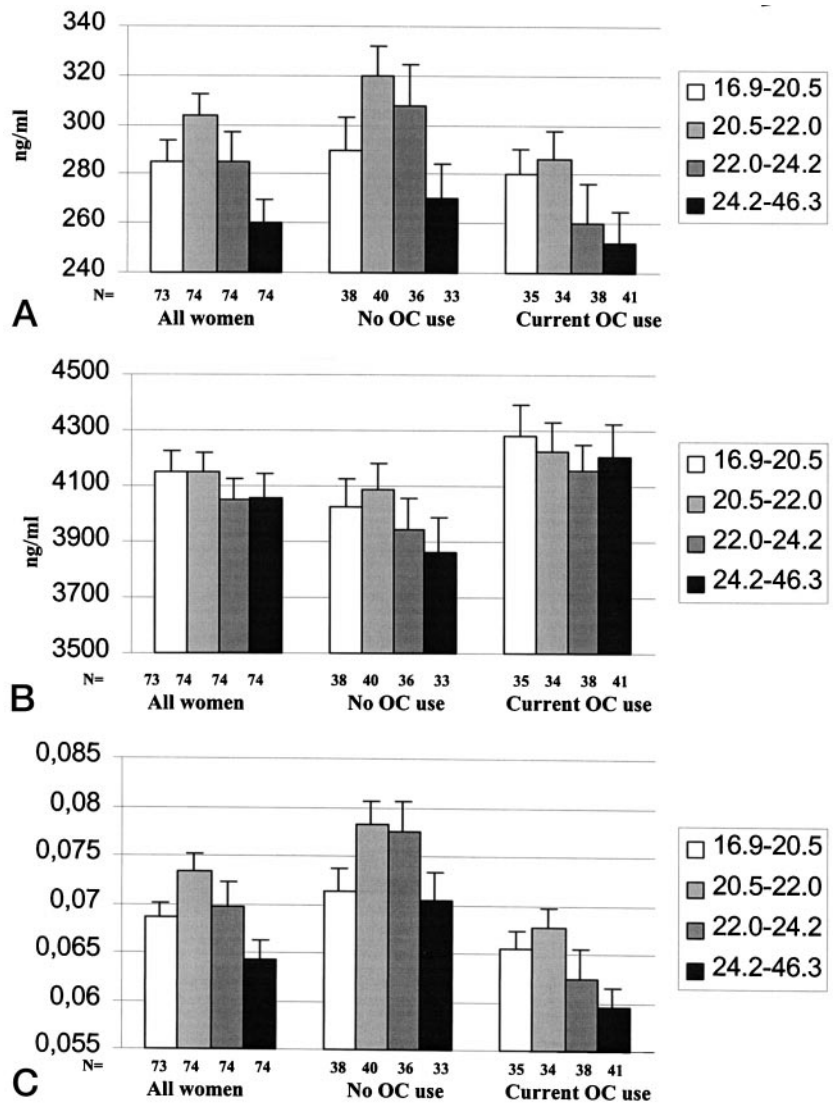 340
320
300
280
260
240
ng/ml
N= 73 74 74 74 38 40 36 33 35 34 38 41
All women No OC use Current OC use
A
16.9-20.5
20.5-22.0
22.0-24.2
24.2-46.3
4500
4300
4100
3900
3700
3500
ng/ml
N= 73 74 74 74 38 40 36 33 35 34 38 41
All women No OC use Current OC use
B
16.9-20.5
20.5-22.0
22.0-24.2
24.2-46.3
0,085
0,08
0,075
0,07
0,065
0,06
0,055
N= 73 74 74 74 38 40 36 33 35 34 38 41
All women No OC use Current OC use
C
16.9-20.5
20.5-22.0
22.0-24.2
24.2-46.3